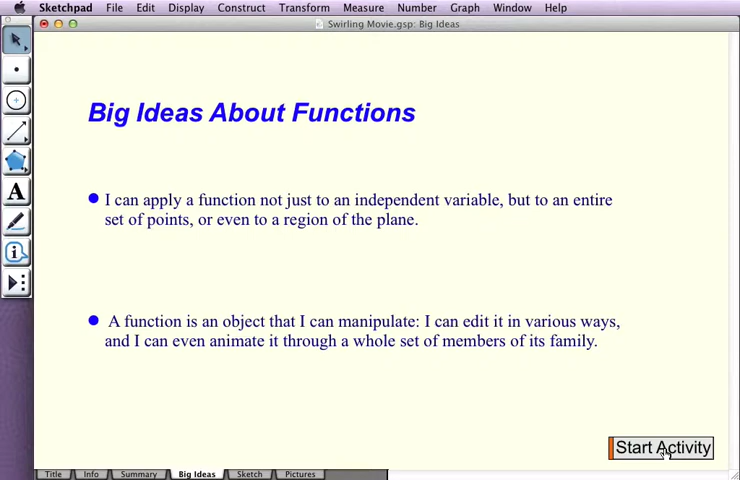 Sketchpad File Edit Display Construct Transform Measure Number Graph Window Help
Swirling Movie.gsp: Big Ideas
Big Ideas About Functions
● I can apply a function not just to an independent variable, but to an entire
set of points, or even to a region of the plane.
● A function is an object that I can manipulate: I can edit it in various ways,
and I can even animate it through a whole set of members of its family.
A
Start Activity
Title Info Summary Big Ideas Sketch Pictures